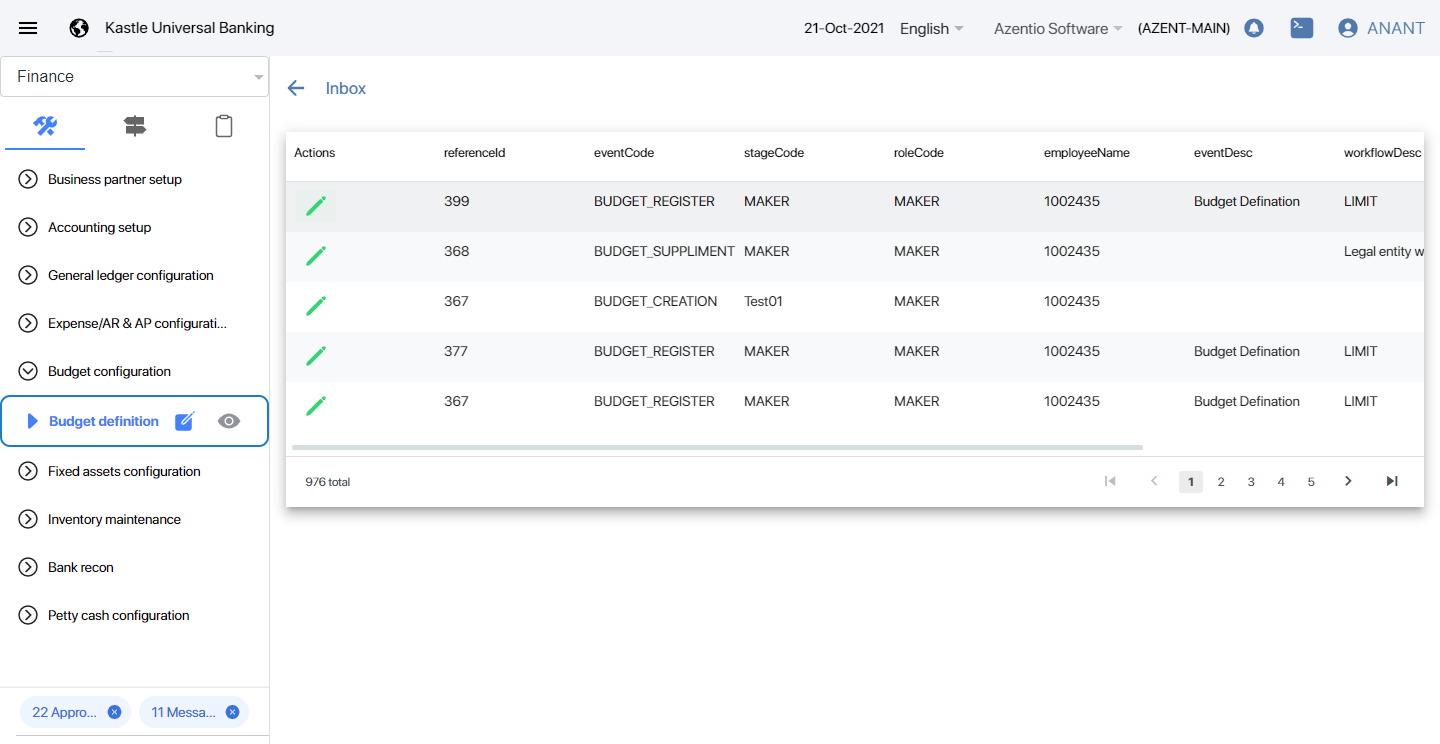 Kastle Universal Banking
21-Oct-2021 English Azentio Software (AZENT-MAIN) ANANT
Finance
Business partner setup
Accounting setup
General ledger configuration
Expense/AR & AP configurati...
Budget configuration
Budget definition
Fixed assets configuration
Inventory maintenance
Bank recon
Petty cash configuration
22 Appro...
11 Messa...
Inbox
Actions referenceId eventCode stageCode roleCode employeeName eventDesc workflowDesc
399 BUDGET_REGISTER MAKER MAKER 1002435 Budget Defination LIMIT
368 BUDGET_SUPPLIMENT MAKER MAKER 1002435 Legal entity w
367 BUDGET_CREATION Test01 MAKER 1002435
377 BUDGET_REGISTER MAKER MAKER 1002435 Budget Defination LIMIT
367 BUDGET_REGISTER MAKER MAKER 1002435 Budget Defination LIMIT
976 total 1 2 3 4 5